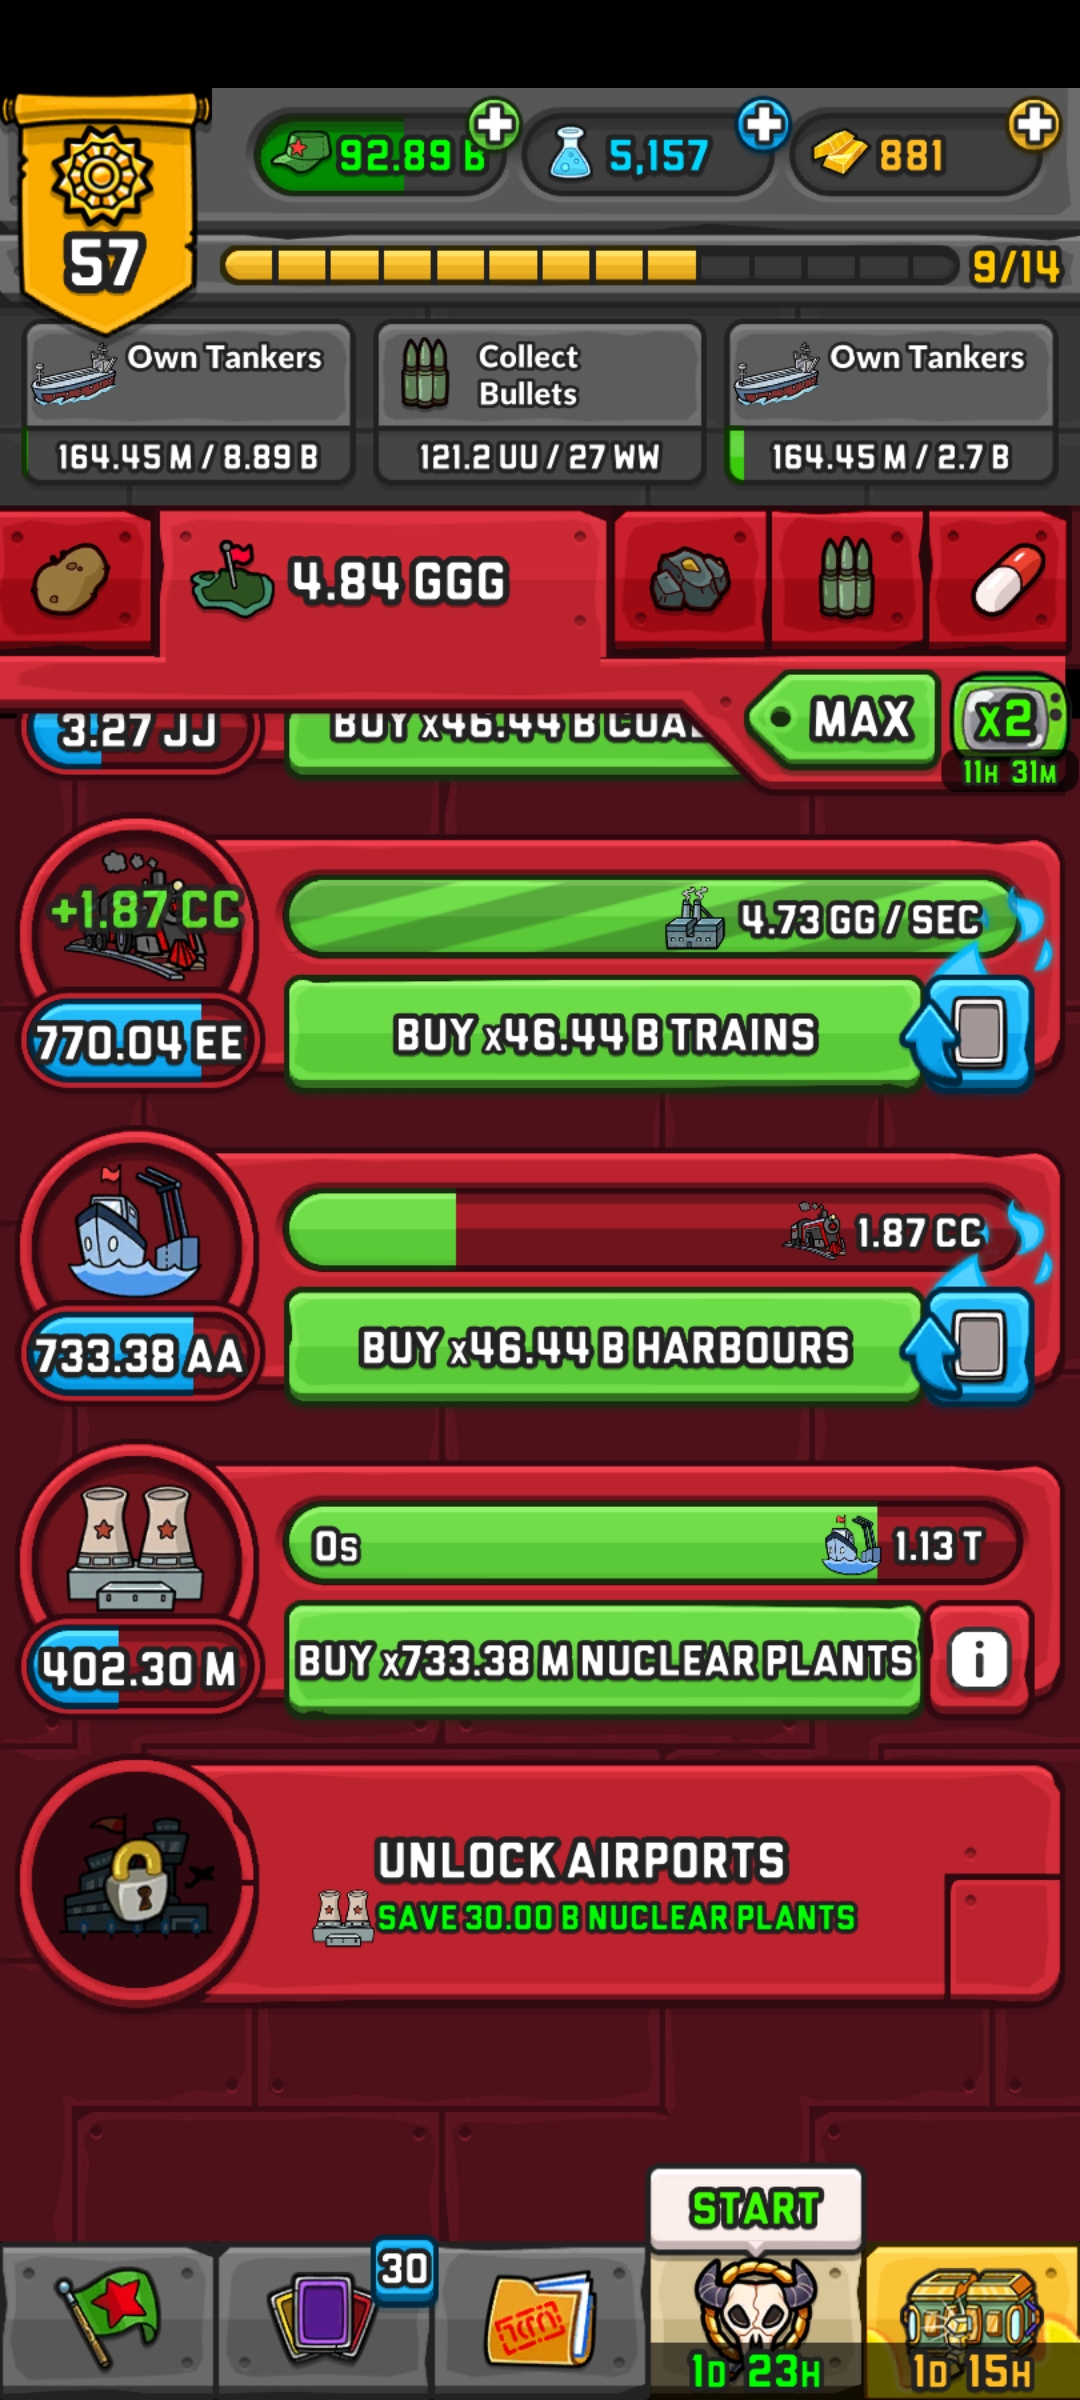 92.89 B
5,157
881
57
9/14
Own Tankers
164.45 M / 8.89 B
Collect
Bullets
121.2 UU / 27 WW
Own Tankers
164.45 M / 2.7 B
4.84 GGG
MAX
x2
11H 31M
3.27 JJ
BUY x46.44 B COAL
+1.87 CC
4.73 GG / SEC
770.04 EE
BUY x46.44 B TRAINS
1.87 CC
733.38 AA
BUY x46.44 B HARBOURS
0s
1.13 T
402.30 M
BUY x733.38 M NUCLEAR PLANTS
i
UNLOCK AIRPORTS
SAVE 30.00 B NUCLEAR PLANTS
START
30
1D 23H
1D 15H